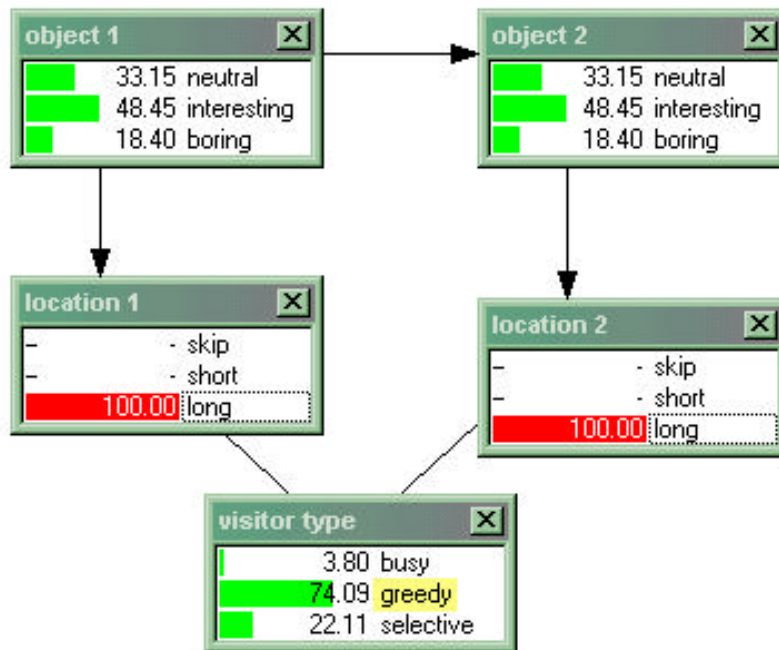 object 1
33.15 neutral
48.45 interesting
18.40 boring
object 2
33.15 neutral
48.45 interesting
18.40 boring
location 1
- - skip
- - short
100.00 long
location 2
- - skip
- - short
100.00 long
visitor type
3.80 busy
74.09 greedy
22.11 selective